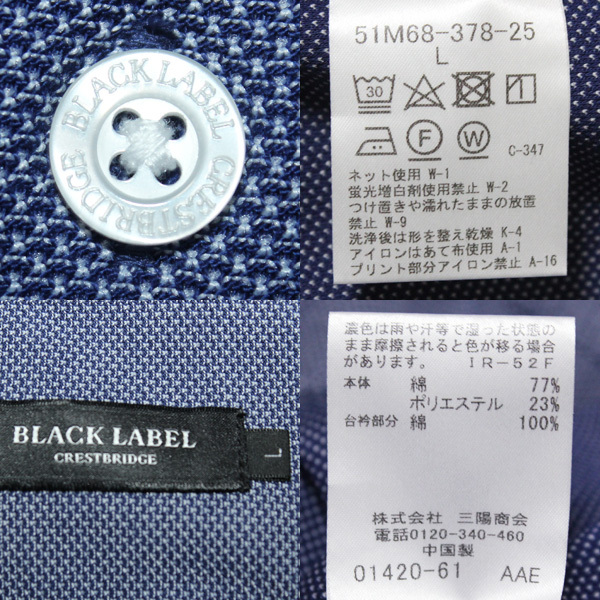 BLACK LABEL
CRESTBRIDGE
51M68-378-25
L
30
F
W
C-347
ネット使用 W-1
蛍光増白剤使用禁止 W-2
つけ置きや濡れたままの放置
禁止 W-9
洗浄後は形を整え乾燥 K-4
アイロンはあて布使用 A-1
プリント部分アイロン禁止 A-16
BLACK LABEL
CRESTBRIDGE
L
濃色は雨や汗等で湿った状態の
まま摩擦されると色が移る場合
があります。 IR-52F
本体 綿 77%
ポリエステル 23%
台衿部分 綿 100%
株式会社 三陽商会
電話0120-340-460
中国製
01420-61 AAE